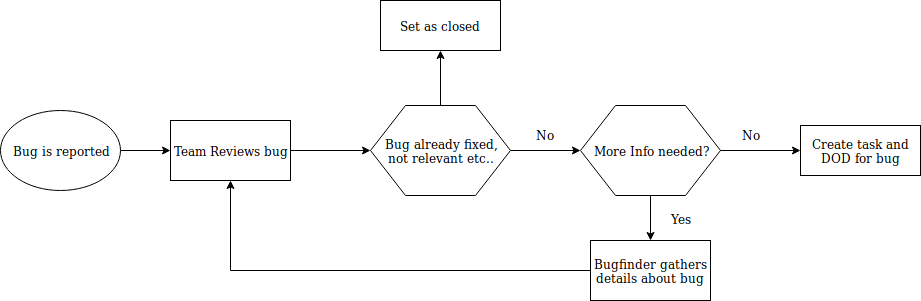 Set as closed
Bug is reported
Team Reviews bug
Bug already fixed,
not relevant etc..
No
More Info needed?
No
Create task and
DOD for bug
Yes
Bugfinder gathers
details about bug